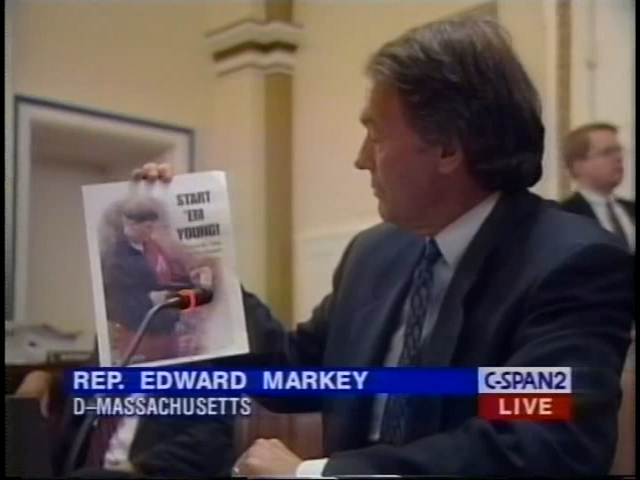 START
'EM
YOUNG!
REP. EDWARD MARKEY
C-SPAN2
D-MASSACHUSETTS
LIVE